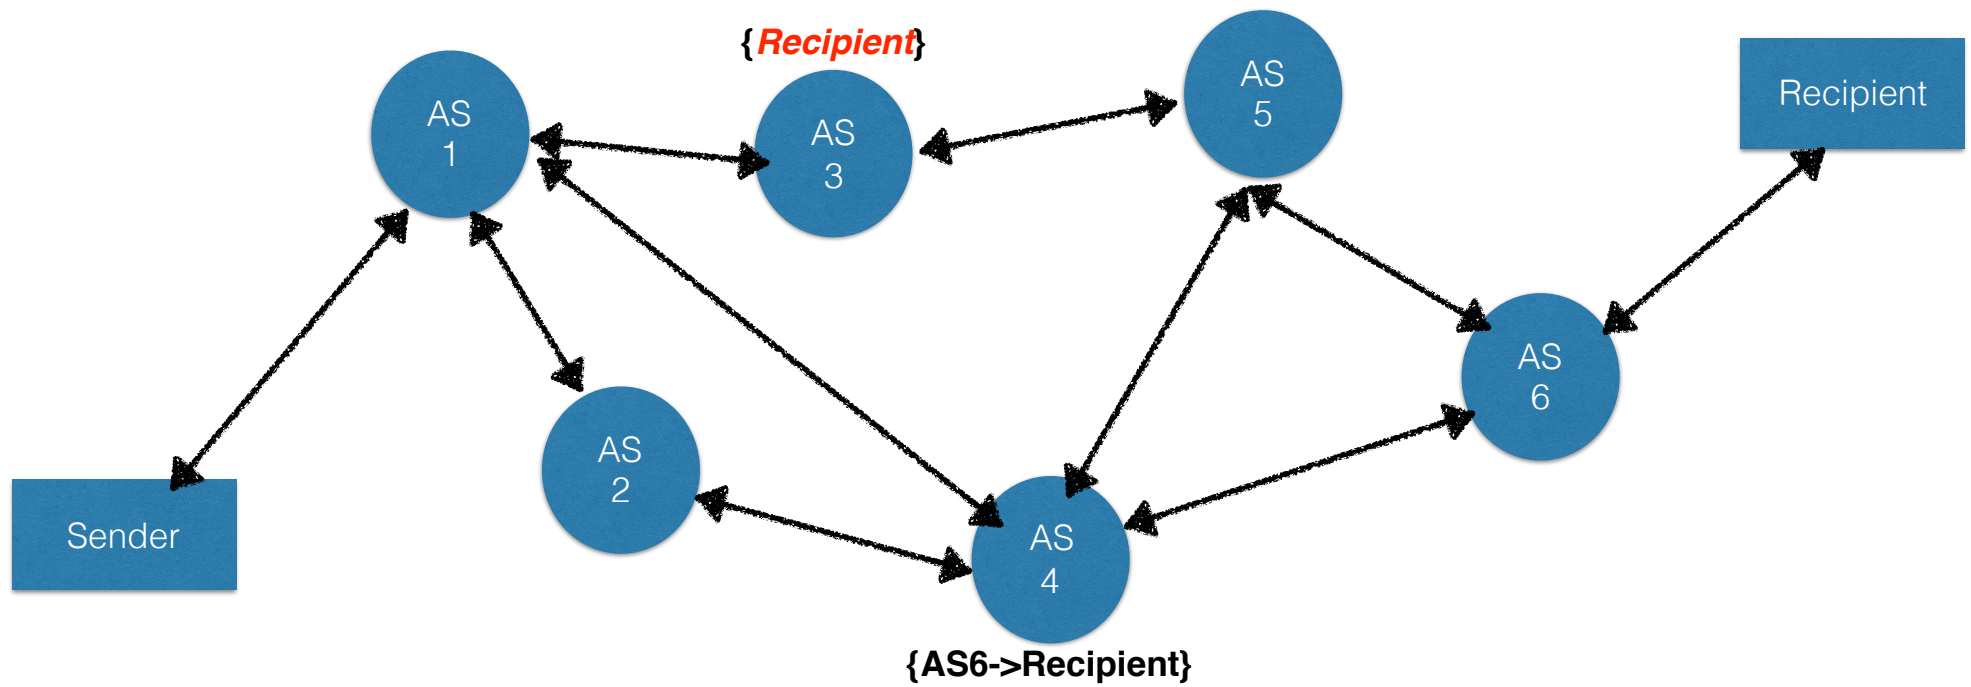 {Recipient}
AS
1
AS
3
AS
5
Recipient
AS
6
AS
2
Sender
AS
4
{AS6->Recipient}